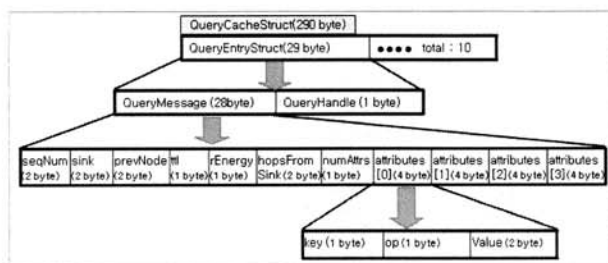 QueryCacheStruct(290 byte)
QueryEntryStruct(29 byte) ●●●● total : 10
QueryMessage (28byte) QueryHandle (1 byte)
seqNum sink prevNode ttl rEnergy hopsFrom numAttrs attributes attributes attributes attributes
(2 byte) (2 byte) (2 byte) (1 byte) (1 byte) Sink (2 byte) (1 byte) [0](4 byte) [1] (4 byte) [2] (4 byte) [3] (4 byte)
key (1 byte) op(1 byte) Value (2 byte)